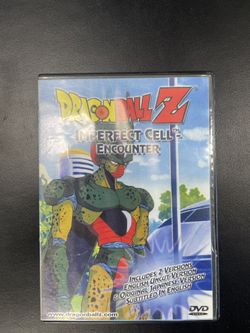 DRAGON BALL Z
IMPERFECT CELL -
ENCOUNTER
INCLUDES 2 VERSIONS
ENGLISH UNCUT VERSION
& ORIGINAL JAPANESE VERSION
SUBTITLED IN ENGLISH
www.dragonballz.com
DVD